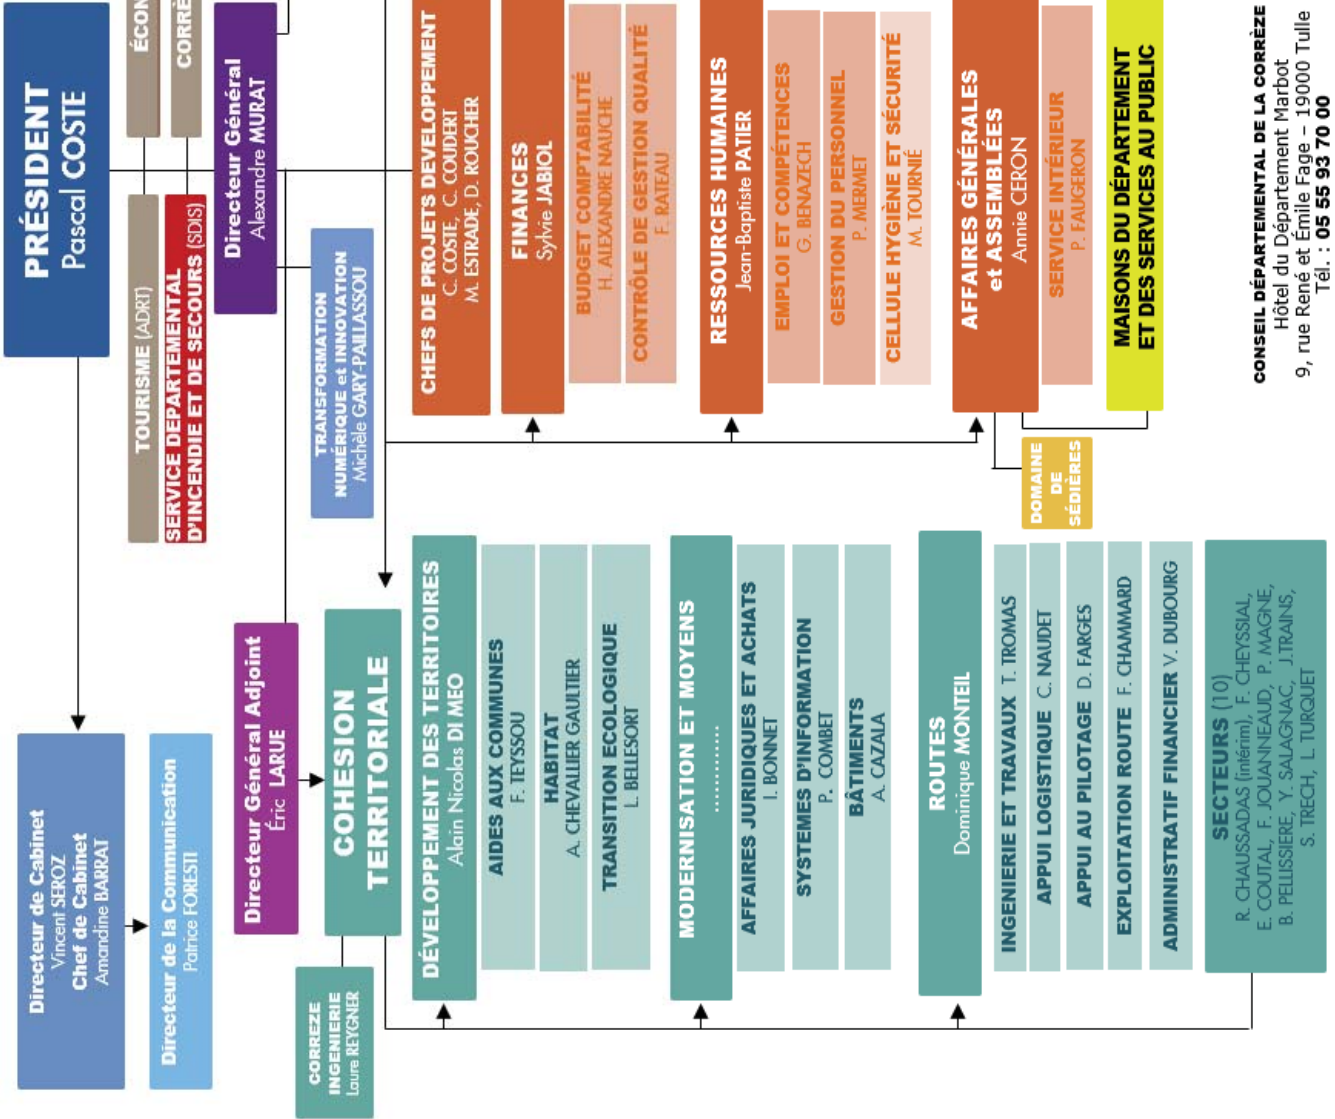 PRÉSIDENT
Pascal COSTE
Directeur de Cabinet
Vincent SEROZ
Chef de Cabinet
Amandine BARRAT
Directeur de la Communication
Patrice FORESTI
TOURISME (ADRT)
SERVICE DEPARTEMENTAL
D'INCENDIE ET DE SECOURS (SDIS)
ÉCON
CORRÈ
Directeur Général
Alexandre MURAT
Directeur Général Adjoint
Éric LARUE
TRANSFORMATION
NUMÉRIQUE et INNOVATION
Michèle GARY-PAILLASSOU
CORREZE
INGENIERIE
Laure REYGNER
COHESION
TERRITORIALE
DÉVELOPPEMENT DES TERRITOIRES
Alain Nicolas DI MEO
AIDES AUX COMMUNES
F. TEYSSOU
HABITAT
A. CHEVALLIER GAULTIER
TRANSITION ECOLOGIQUE
L. BELLESORT
MODERNISATION ET MOYENS
...........
AFFAIRES JURIDIQUES ET ACHATS
I. BONNET
SYSTEMES D'INFORMATION
P. COMBET
BÂTIMENTS
A. CAZALA
ROUTES
Dominique MONTEIL
INGENIERIE ET TRAVAUX T. TROMAS
APPUI LOGISTIQUE C. NAUDET
APPUI AU PILOTAGE D. FARGES
EXPLOITATION ROUTE F. CHAMMARD
ADMINISTRATIF FINANCIER V. DUBOURG
SECTEURS (10)
R. CHAUSSADAS (intérim), F. CHEYSSIAL,
E. COUTAL, F. JOUANNEAUD, P. MAGNE,
B. PELLISSIERE, Y. SALAGNAC, J.TRAINS,
S. TRECH, L. TURQUET
CHEFS DE PROJETS DEVELOPPEMENT
C. COSTE, C. COUDERT
M. ESTRADE, D. ROUCHER
FINANCES
Sylvie JABIOL
BUDGET COMPTABILITÉ
H. ALEXANDRE NAUCHE
CONTRÔLE DE GESTION QUALITÉ
F. RATEAU
RESSOURCES HUMAINES
Jean-Baptiste PATIER
EMPLOI ET COMPÉTENCES
G. BENAZECH
GESTION DU PERSONNEL
P. MERMET
CELLULE HYGIÈNE ET SÉCURITÉ
M. TOURNIÉ
AFFAIRES GÉNÉRALES
et ASSEMBLÉES
Annie CERON
SERVICE INTÉRIEUR
P. FAUGERON
DOMAINE
DE
SÉDIÈRES
MAISONS DU DÉPARTEMENT
ET DES SERVICES AU PUBLIC
CONSEIL DÉPARTEMENTAL DE LA CORRÈZE
Hôtel du Département Marbot
9, rue René et Émile Fage – 19000 Tulle
Tél. : 05 55 93 70 00